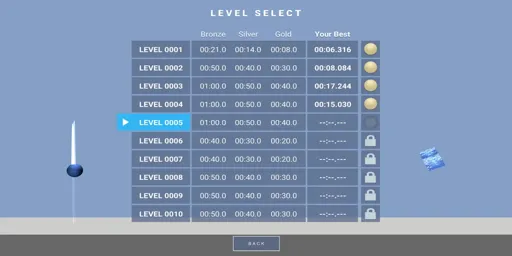 LEVEL SELECT
Bronze Silver Gold Your Best
LEVEL 0001 00:21.0 00:14.0 00:08.0 00:06.316
LEVEL 0002 00:50.0 00:40.0 00:30.0 00:08.084
LEVEL 0003 01:00.0 00:50.0 00:40.0 00:17.244
LEVEL 0004 01:00.0 00:50.0 00:40.0 00:15.030
LEVEL 0005 01:00.0 00:50.0 00:40.0 --:--.---
LEVEL 0006 00:40.0 00:30.0 00:20.0 --:--.---
LEVEL 0007 00:40.0 00:30.0 00:20.0 --:--.---
LEVEL 0008 00:50.0 00:40.0 00:30.0 --:--.---
LEVEL 0009 00:50.0 00:40.0 00:30.0 --:--.---
LEVEL 0010 00:50.0 00:40.0 00:30.0 --:--.---
BACK